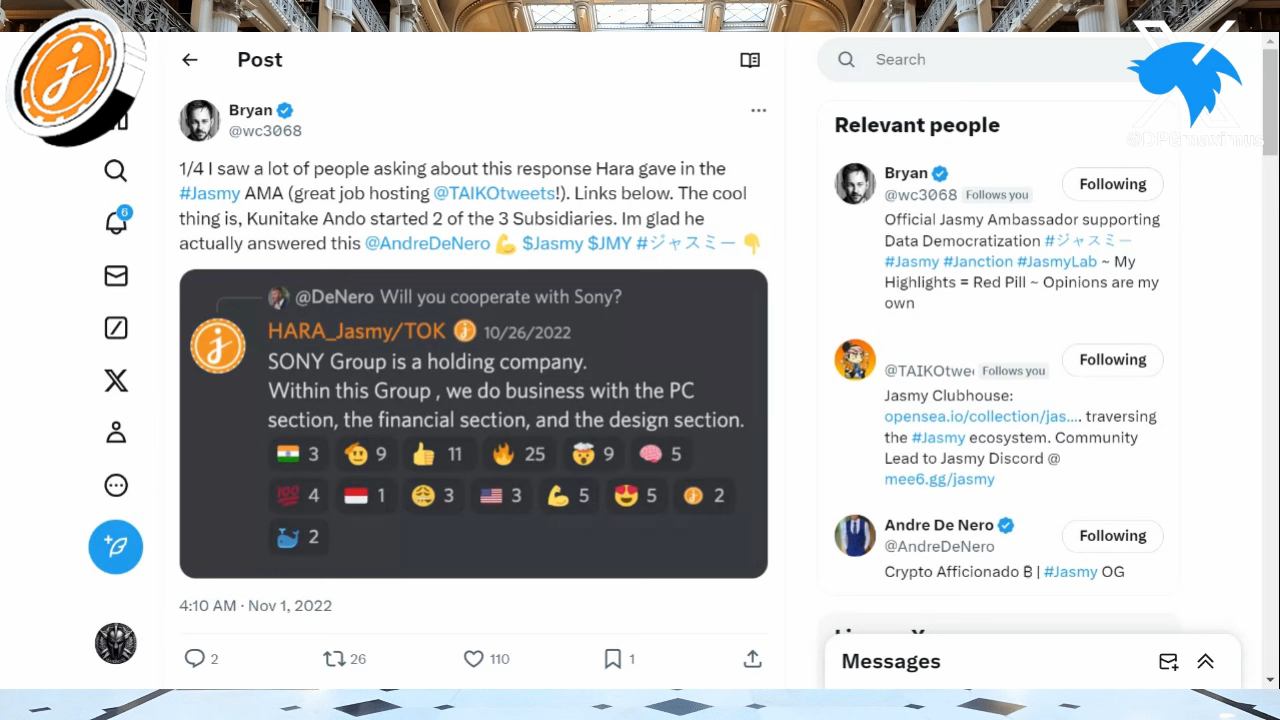 Post
Bryan
@wc3068
1/4 I saw a lot of people asking about this response Hara gave in the
#Jasmy AMA (great job hosting @TAIKOtweets!). Links below. The cool
thing is, Kunitake Ando started 2 of the 3 Subsidiaries. Im glad he
actually answered this @AndreDeNero 💪 $Jasmy $JMY #ジャスミー 👇
@DeNero Will you cooperate with Sony?
HARA_Jasmy/TOK 10/26/2022
SONY Group is a holding company.
Within this Group , we do business with the PC
section, the financial section, and the design section.
3 9 11 25 9 5
4 1 3 3 5 5 2
2
4:10 AM · Nov 1, 2022
2 26 110 1
6
Search
@DPGmaximus
Relevant people
Bryan
@wc3068 Follows you
Following
Official Jasmy Ambassador supporting
Data Democratization #ジャスミー
#Jasmy #Janction #JasmyLab ~ My
Highlights = Red Pill ~ Opinions are my
own
@TAIKOtwe Follows you
Following
Jasmy Clubhouse:
opensea.io/collection/jas.... traversing
the #Jasmy ecosystem. Community
Lead to Jasmy Discord @
mee6.gg/jasmy
Andre De Nero
@AndreDeNero
Following
Crypto Afficionado ₿ | #Jasmy OG
Messages